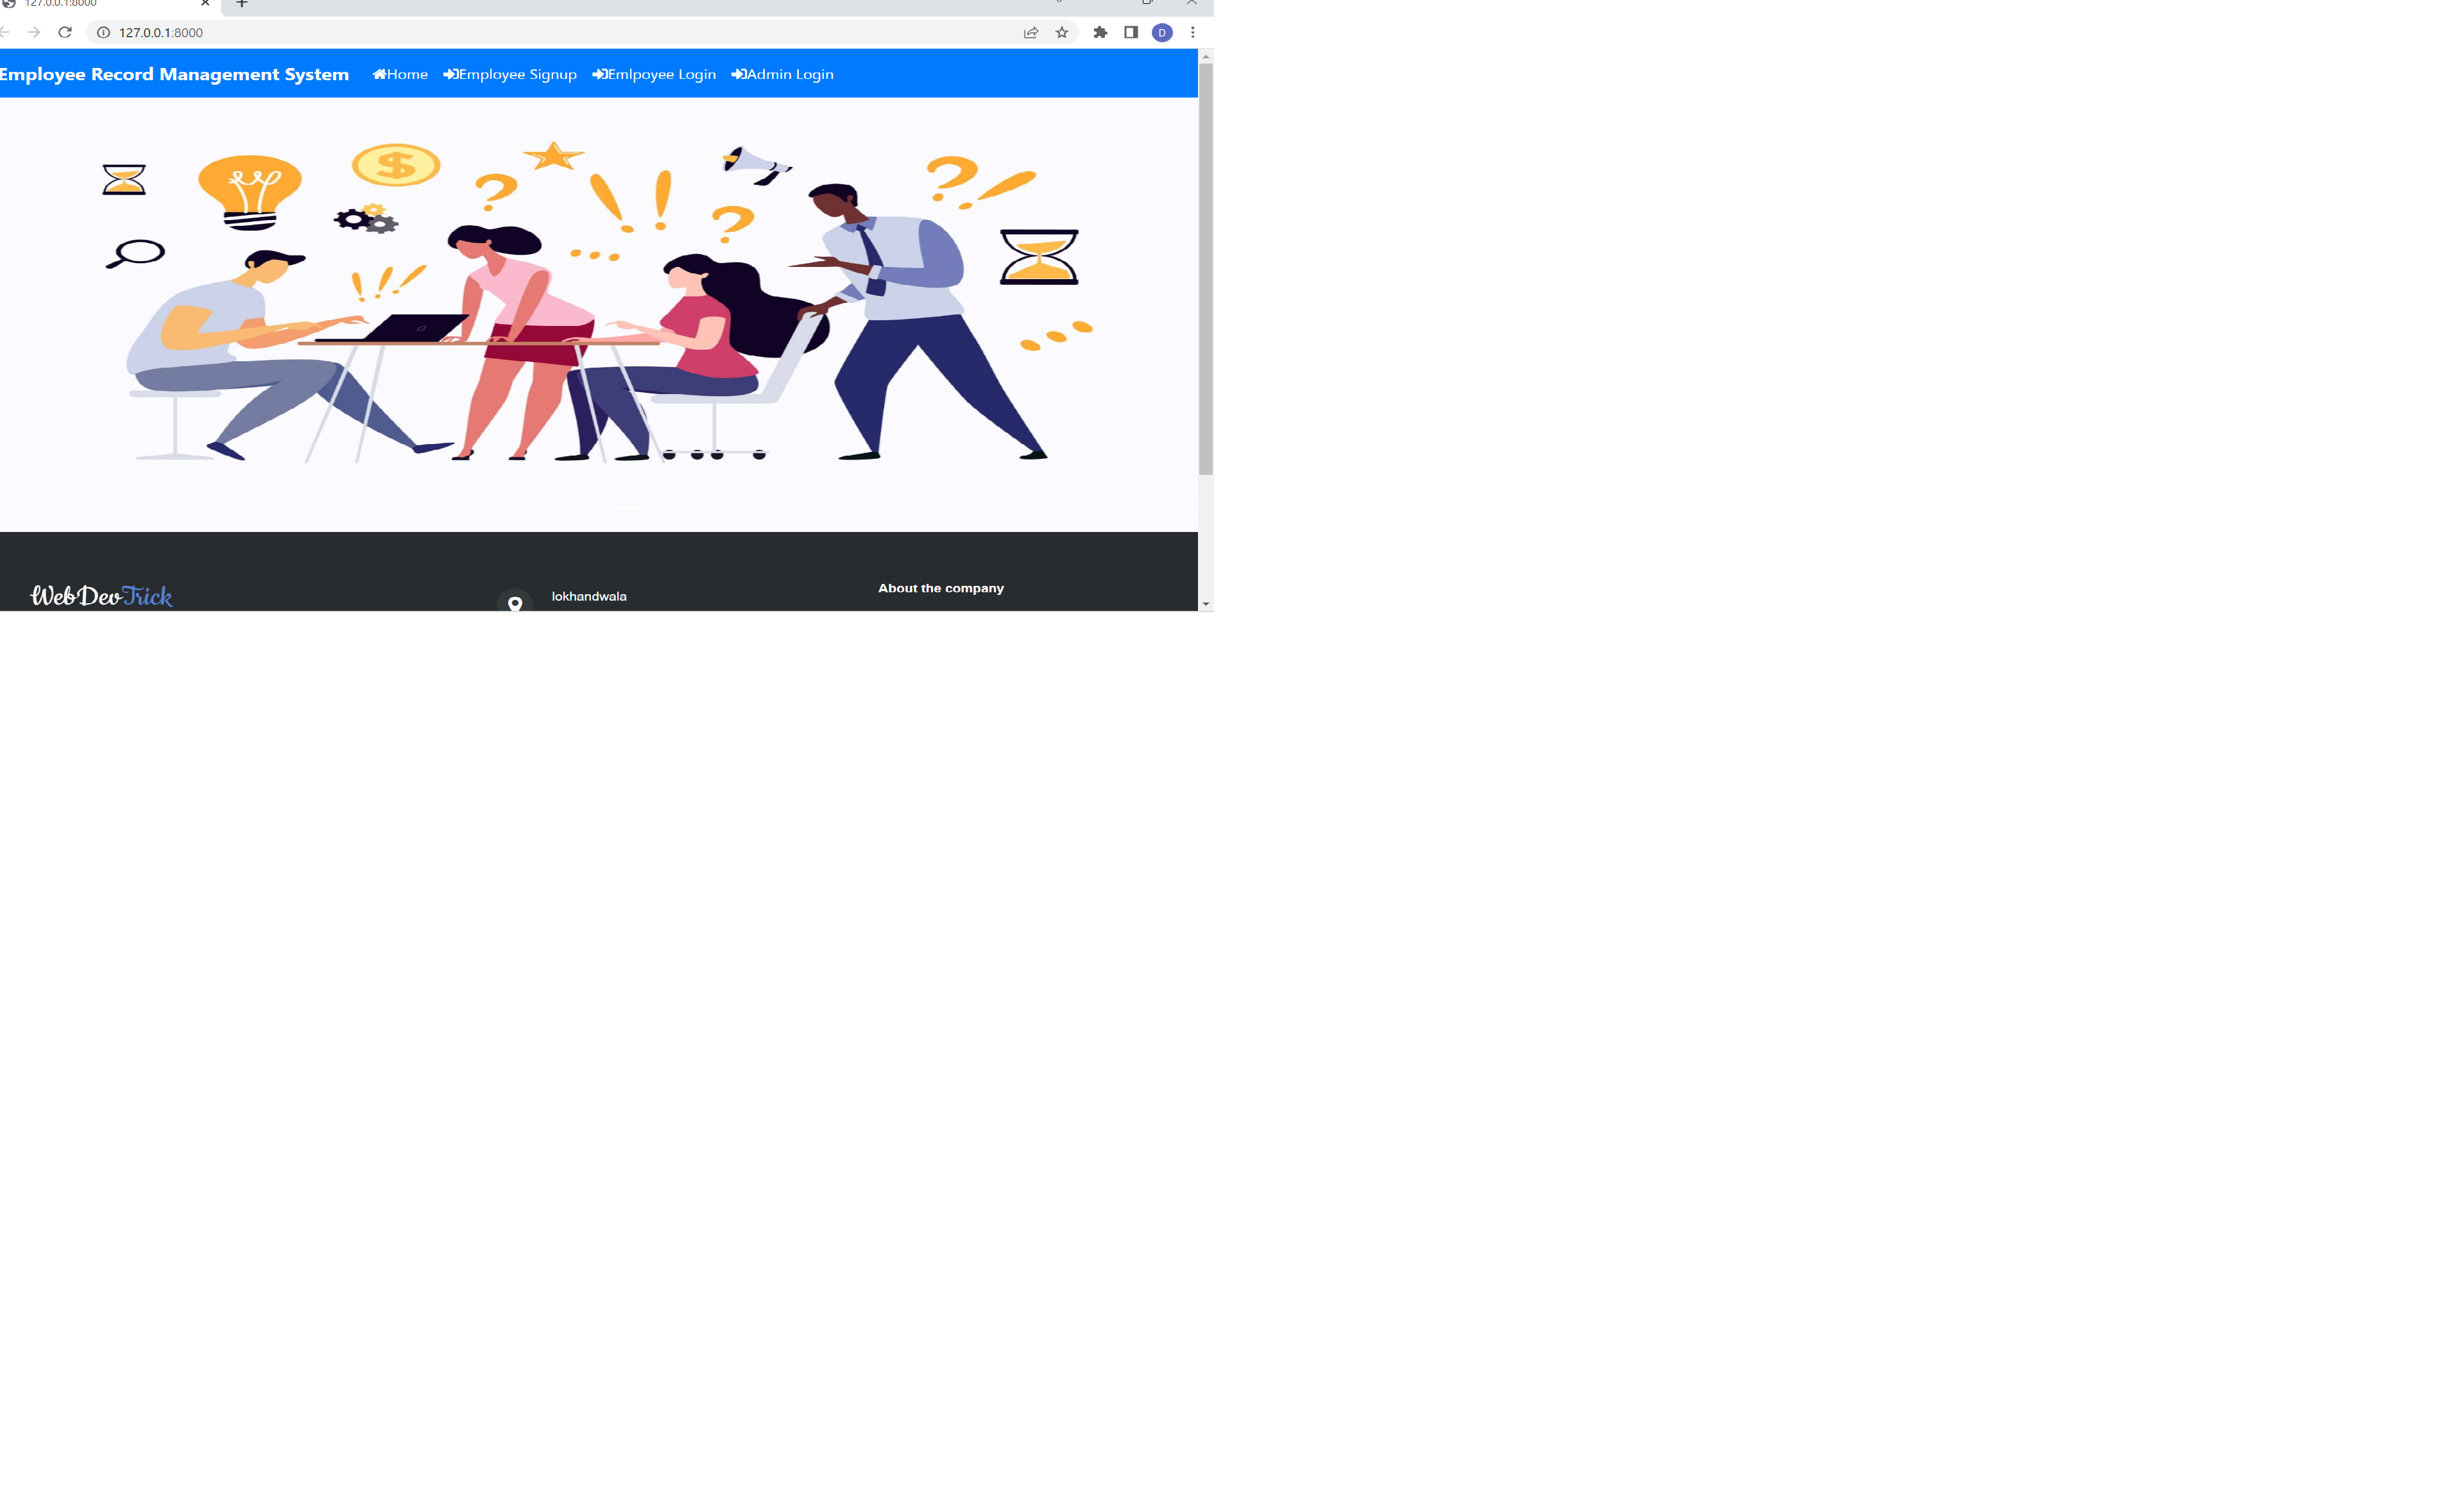 127.0.0.1:8000
127.0.0.1:8000
D
Employee Record Management System Home Employee Signup Emlpoyee Login Admin Login
WebDevTrick
lokhandwala
About the company